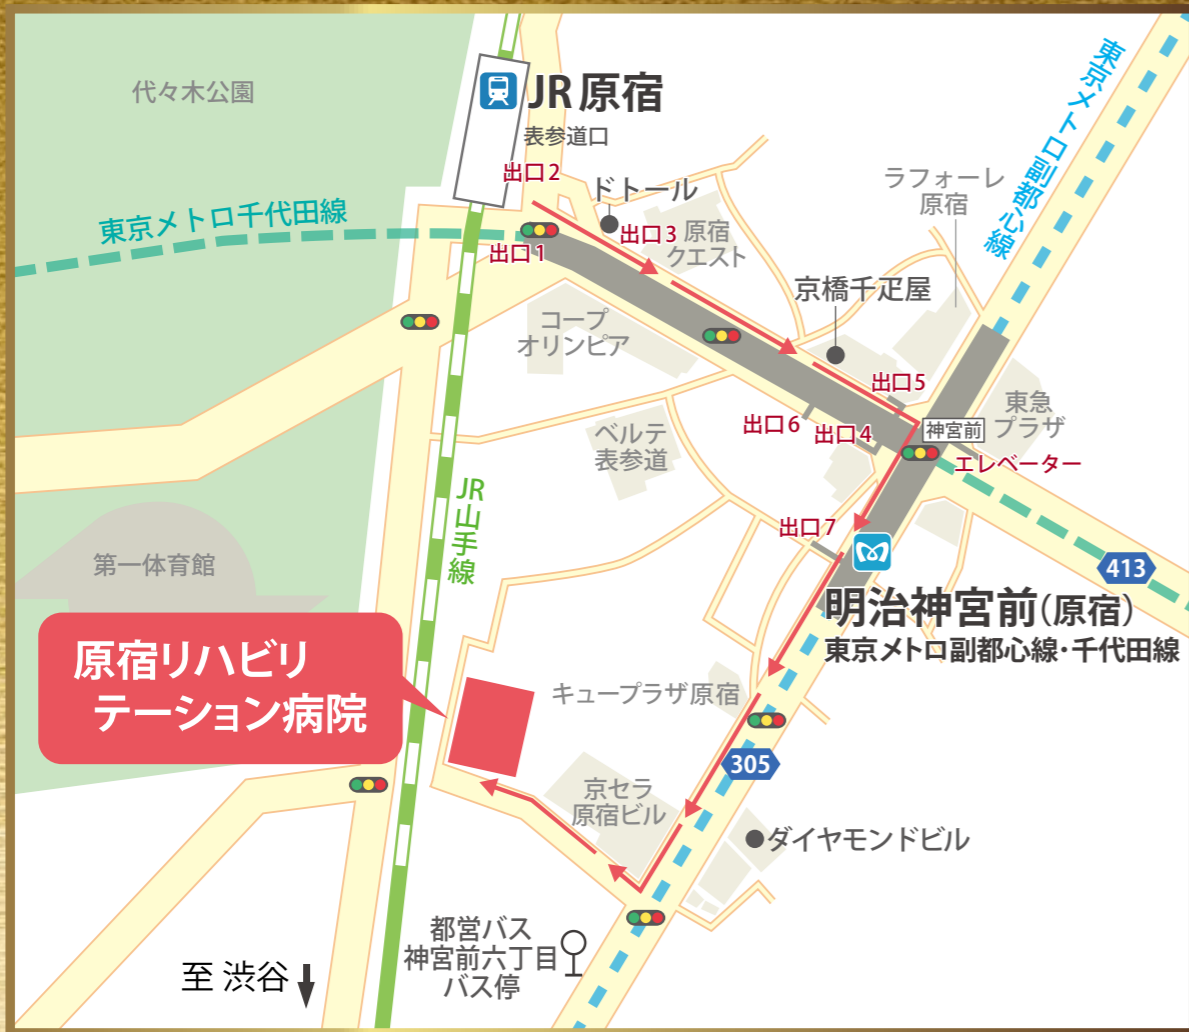 代々木公園
JR 原宿
表参道口
出口2
ドトール
ラフォーレ
原宿
東京メトロ副都心線
東京メトロ千代田線
出口1
出口3
原宿
クエスト
京橋千疋屋
コープ
オリンピア
出口5
東急
プラザ
出口6
出口4
神宮前
エレベーター
ベルテ
表参道
JR山手線
出口7
第一体育館
413
明治神宮前(原宿)
東京メトロ副都心線・千代田線
原宿リハビリ
テーション病院
キュープラザ原宿
305
京セラ
原宿ビル
ダイヤモンドビル
都営バス
神宮前六丁目
バス停
至 渋谷